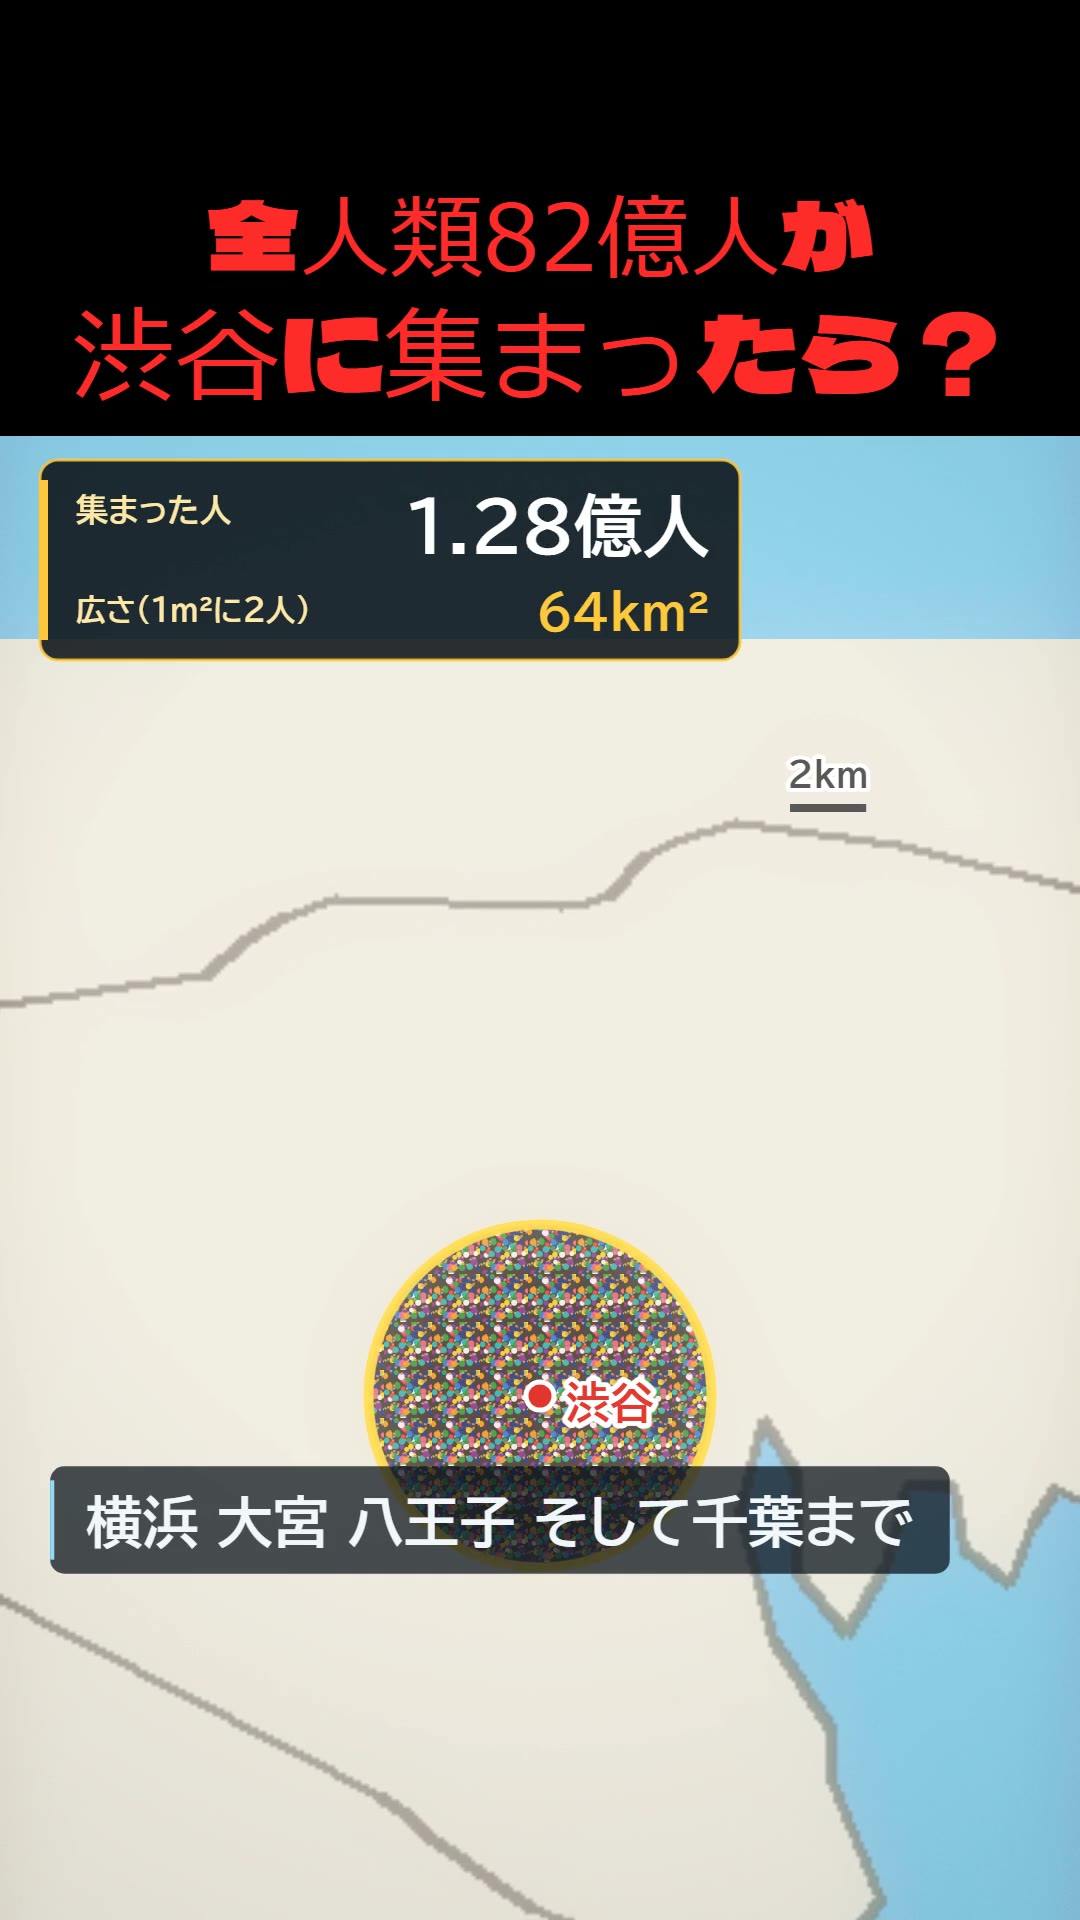 全人類82億人が
渋谷に集まったら？
集まった人
1.28億人
広さ(1m²に2人)
64km²
2km
渋谷
横浜 大宮 八王子 そして千葉まで